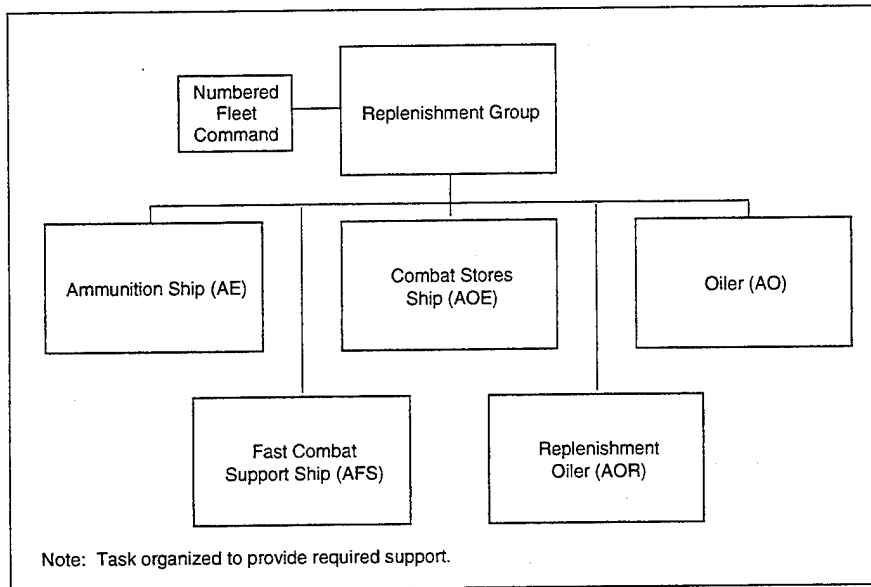 Numbered
Fleet
Command
Replenishment Group
Ammunition Ship (AE)
Combat Stores
Ship (AOE)
Oiler (AO)
Fast Combat
Support Ship (AFS)
Replenishment
Oiler (AOR)
Note: Task organized to provide required support.